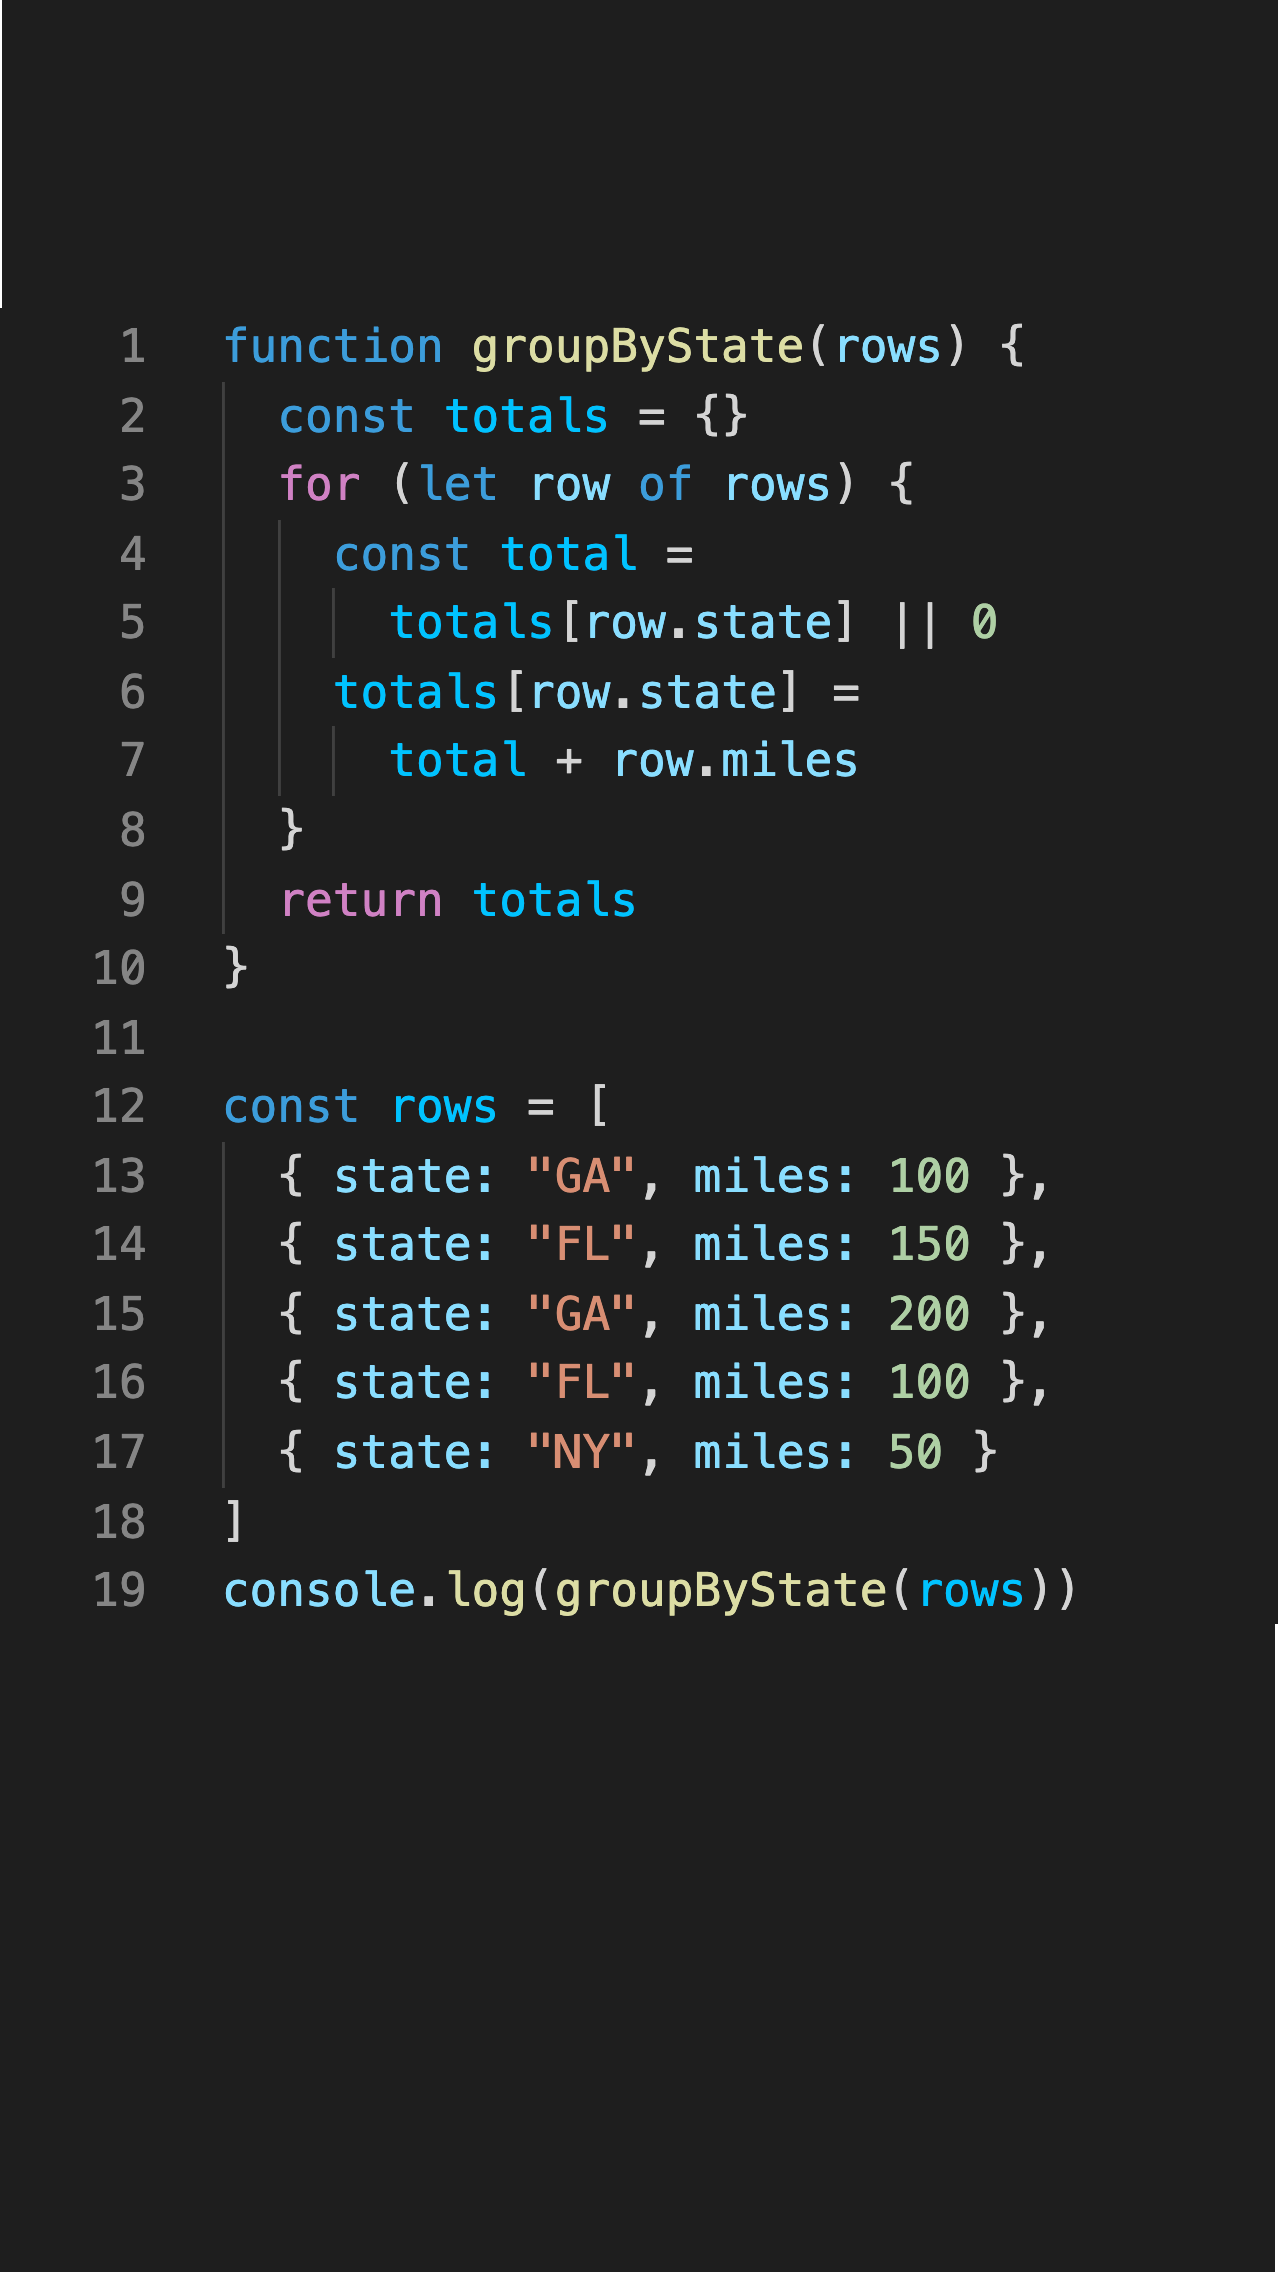 1 function groupByState(rows) {
2   const totals = {}
3   for (let row of rows) {
4     const total =
5       totals[row.state] || 0
6     totals[row.state] =
7       total + row.miles
8   }
9   return totals
10 }
11
12 const rows = [
13   { state: "GA", miles: 100 },
14   { state: "FL", miles: 150 },
15   { state: "GA", miles: 200 },
16   { state: "FL", miles: 100 },
17   { state: "NY", miles: 50 }
18 ]
19 console.log(groupByState(rows))